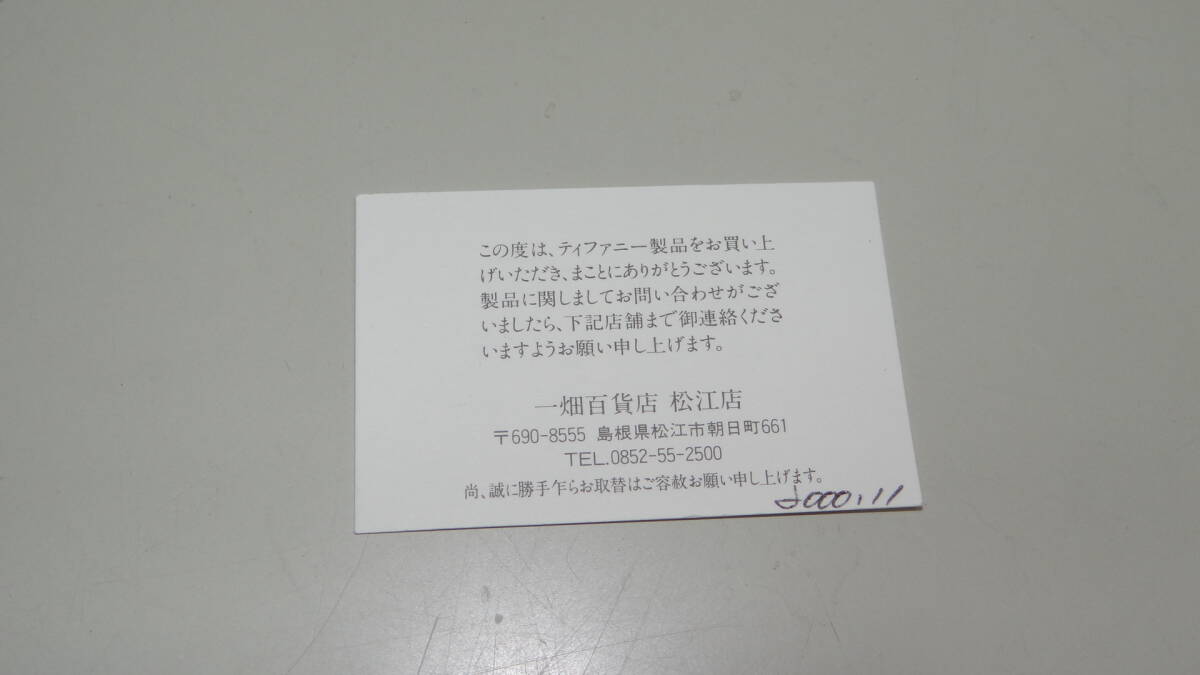 この度は、ティファニー製品をお買い上
げいただき、まことにありがとうございます。
製品に関しましてお問い合わせがござ
いましたら、下記店舗まで御連絡くださ
いますようお願い申し上げます。
一畑百貨店 松江店
〒690-8555 島根県松江市朝日町661
TEL.0852-55-2500
尚、誠に勝手乍らお取替はご容赦お願い申し上げます。
2000.11